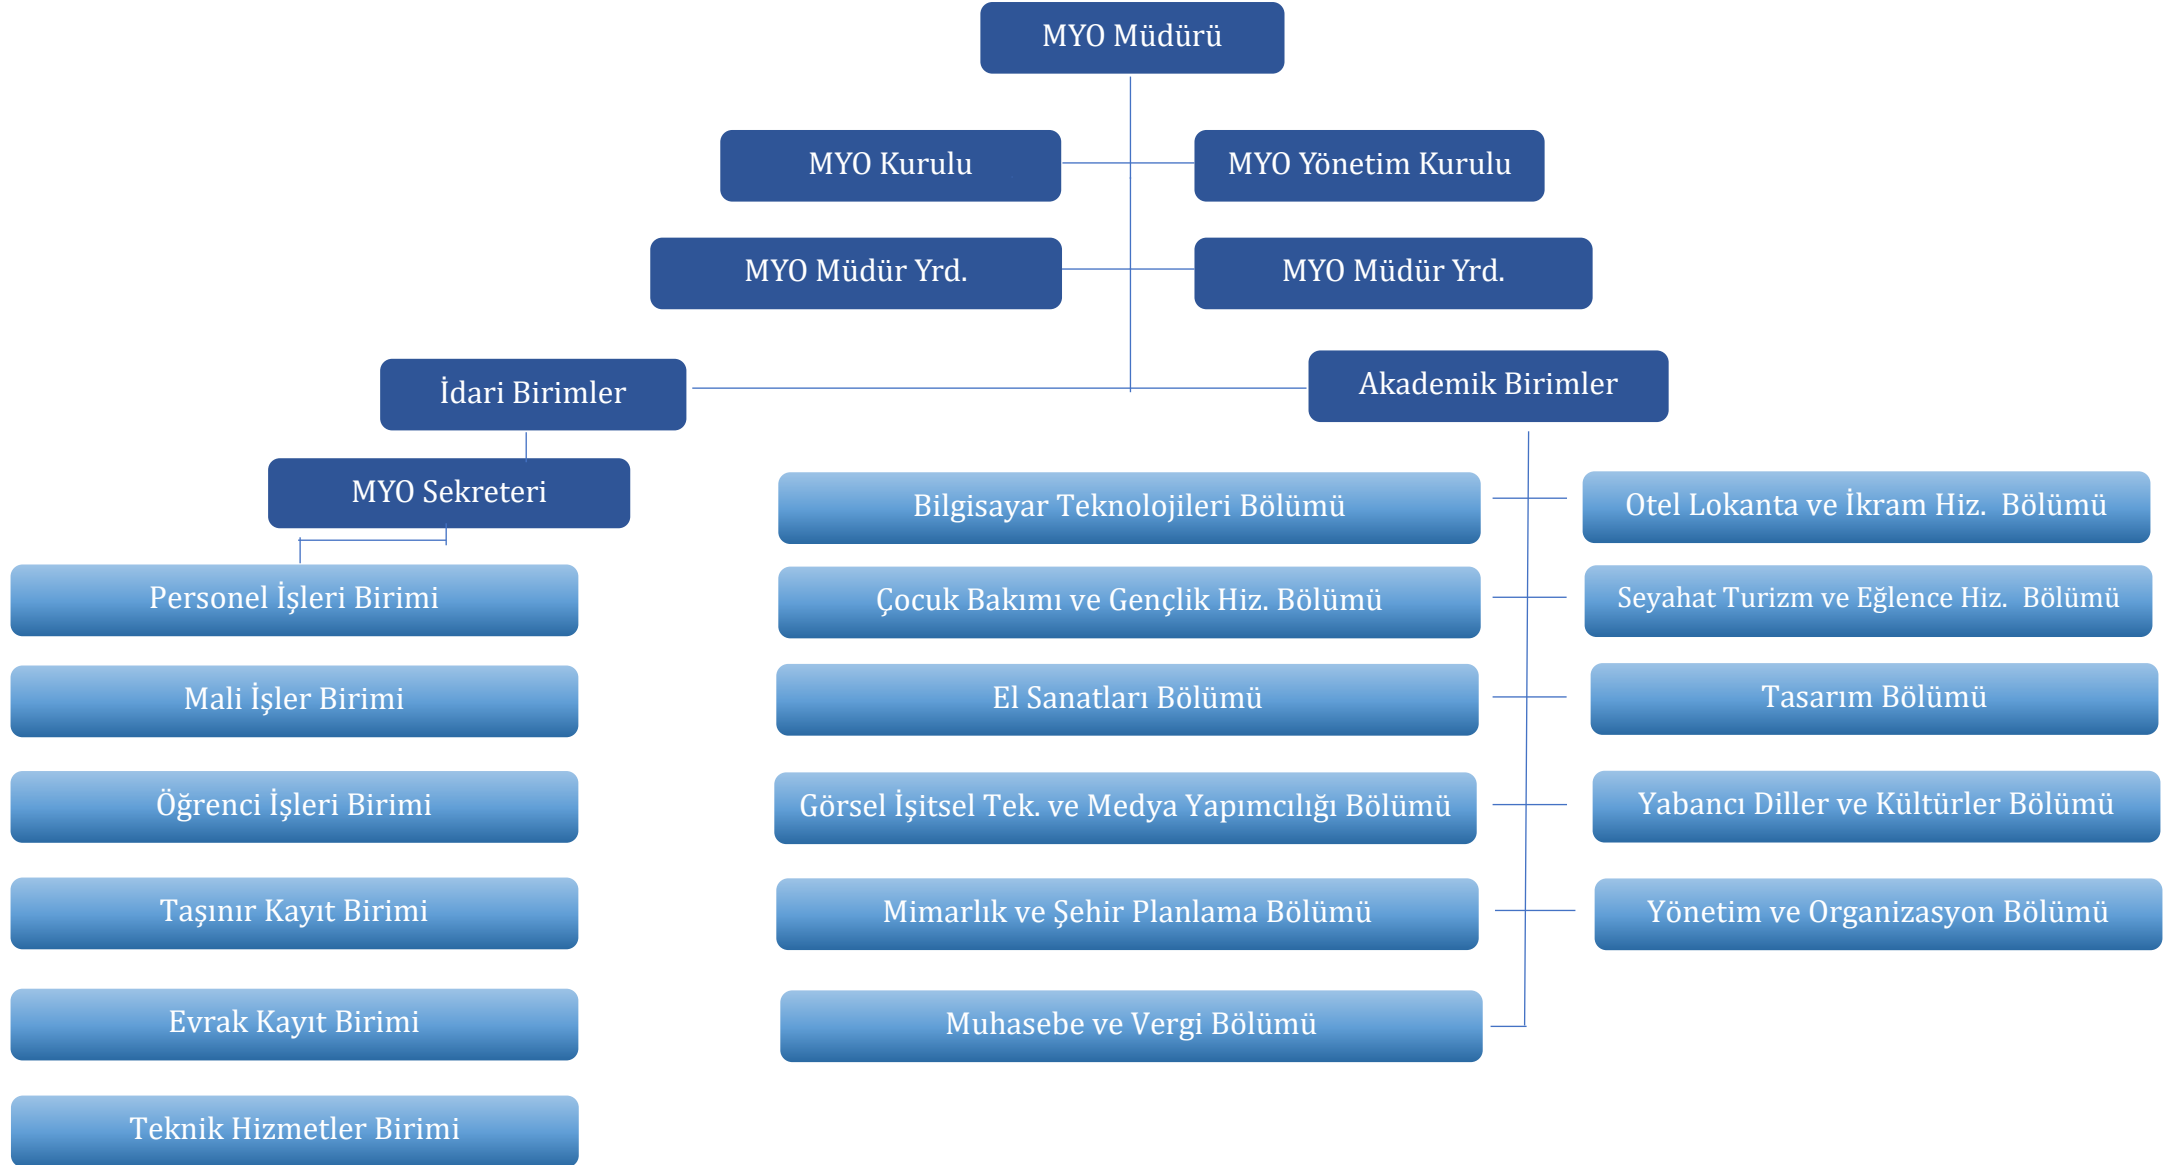 MYO Müdürü
MYO Kurulu
MYO Yönetim Kurulu
MYO Müdür Yrd.
MYO Müdür Yrd.
İdari Birimler
Akademik Birimler
MYO Sekreteri
Personel İşleri Birimi
Mali İşler Birimi
Öğrenci İşleri Birimi
Taşınır Kayıt Birimi
Evrak Kayıt Birimi
Teknik Hizmetler Birimi
Bilgisayar Teknolojileri Bölümü
Çocuk Bakımı ve Gençlik Hiz. Bölümü
El Sanatları Bölümü
Görsel İşitsel Tek. ve Medya Yapımcılığı Bölümü
Mimarlık ve Şehir Planlama Bölümü
Muhasebe ve Vergi Bölümü
Otel Lokanta ve İkram Hiz.  Bölümü
Seyahat Turizm ve Eğlence Hiz.  Bölümü
Tasarım Bölümü
Yabancı Diller ve Kültürler Bölümü
Yönetim ve Organizasyon Bölümü